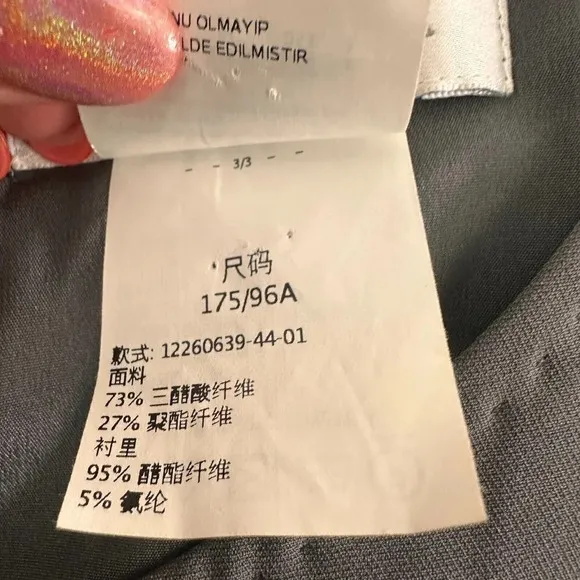 NU OLMAYIP
LDE EDILMISTIR
- - 3/3 - -
尺码
175/96A
款式: 12260639-44-01
面料
73% 三醋酸纤维
27% 聚酯纤维
衬里
95% 醋酯纤维
5% 氨纶